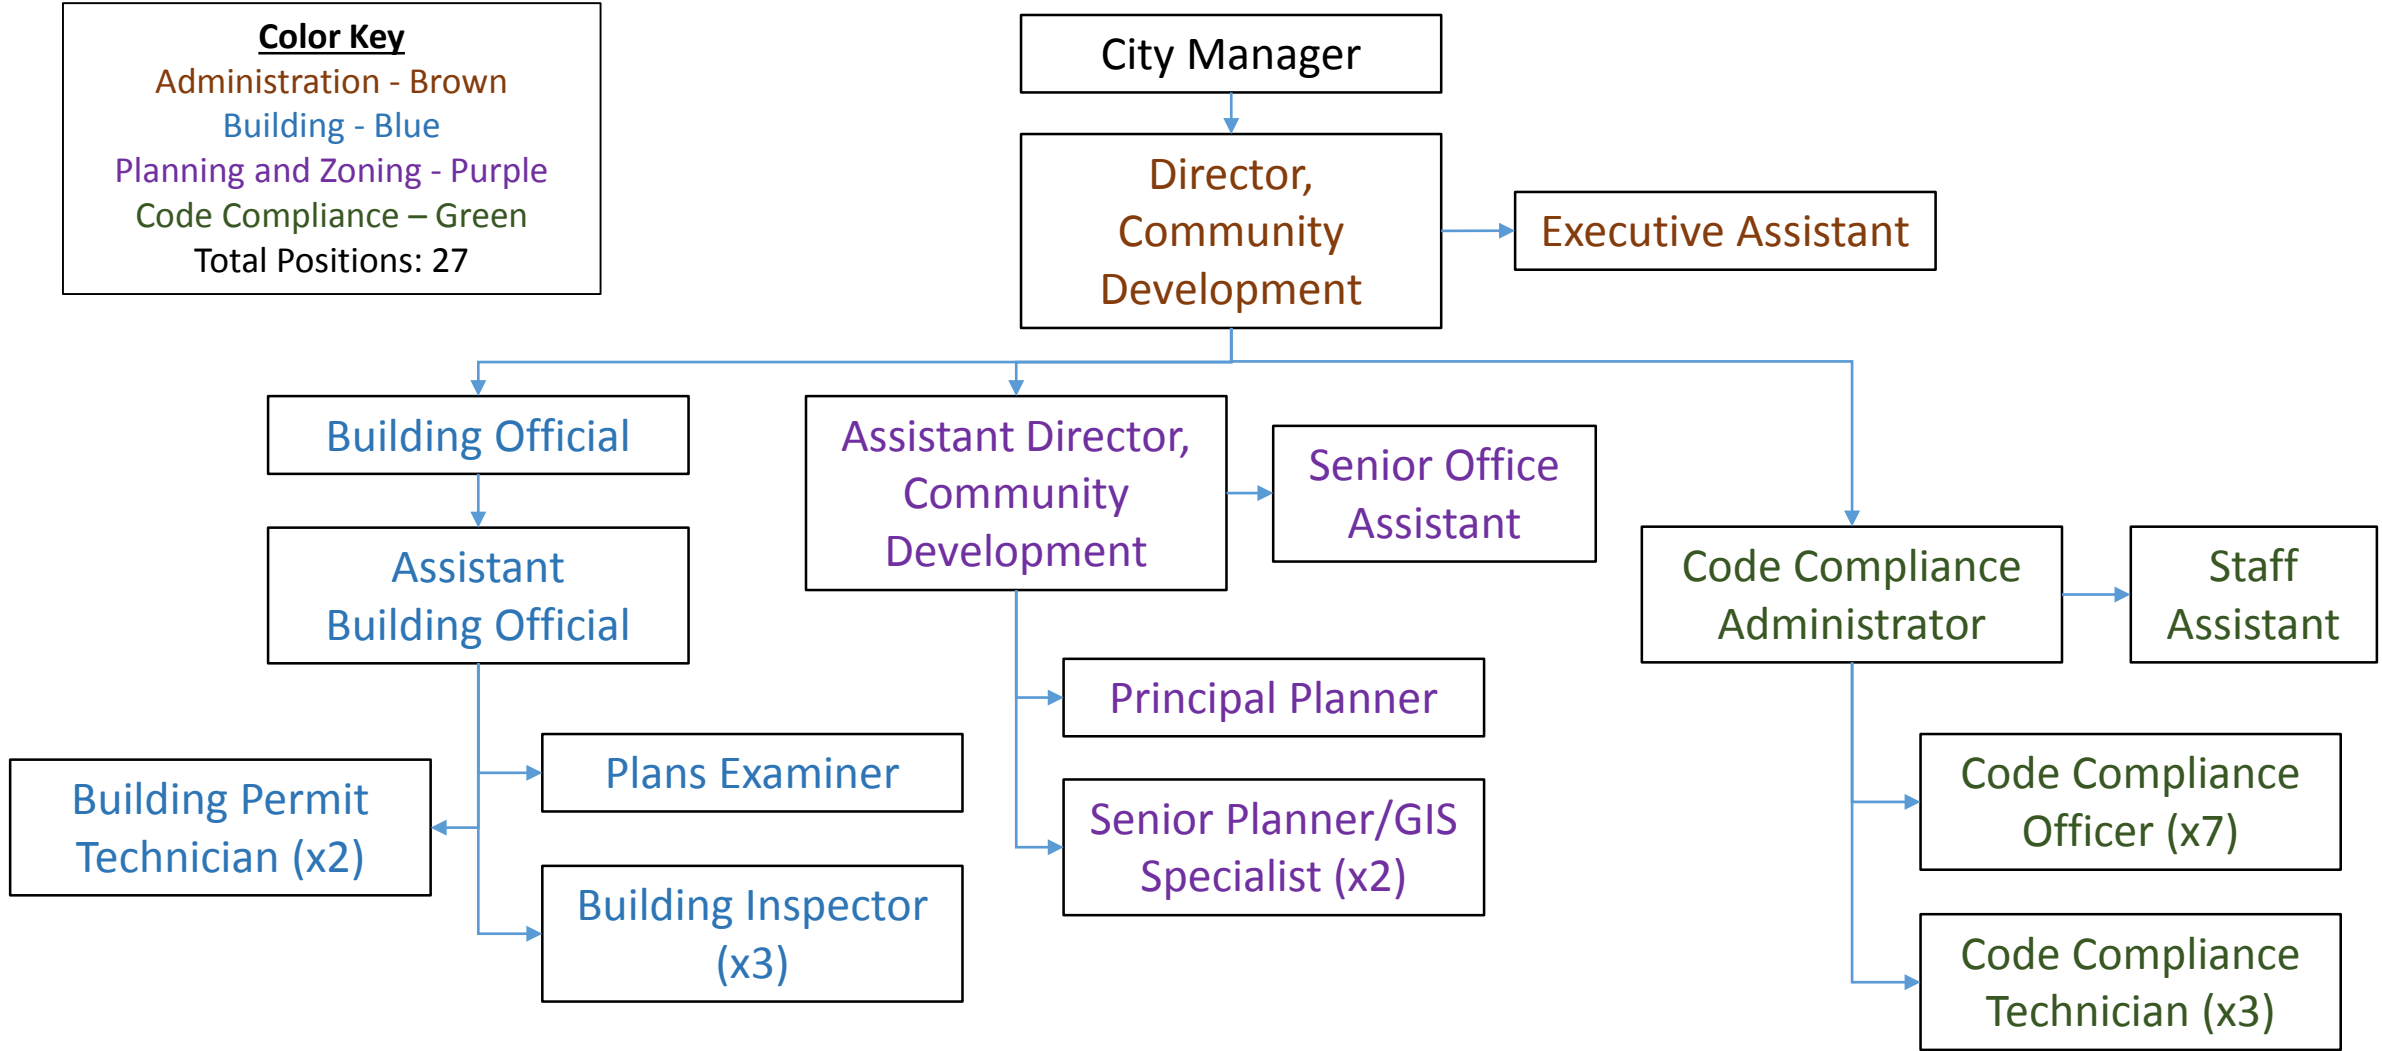 Color Key
Administration - Brown
Building - Blue
Planning and Zoning - Purple
Code Compliance – Green
Total Positions: 27
City Manager
Director,
Community
Development
Executive Assistant
Building Official
Assistant
Building Official
Building Permit
Technician (x2)
Plans Examiner
Building Inspector
(x3)
Assistant Director,
Community
Development
Senior Office
Assistant
Principal Planner
Senior Planner/GIS
Specialist (x2)
Code Compliance
Administrator
Staff
Assistant
Code Compliance
Officer (x7)
Code Compliance
Technician (x3)